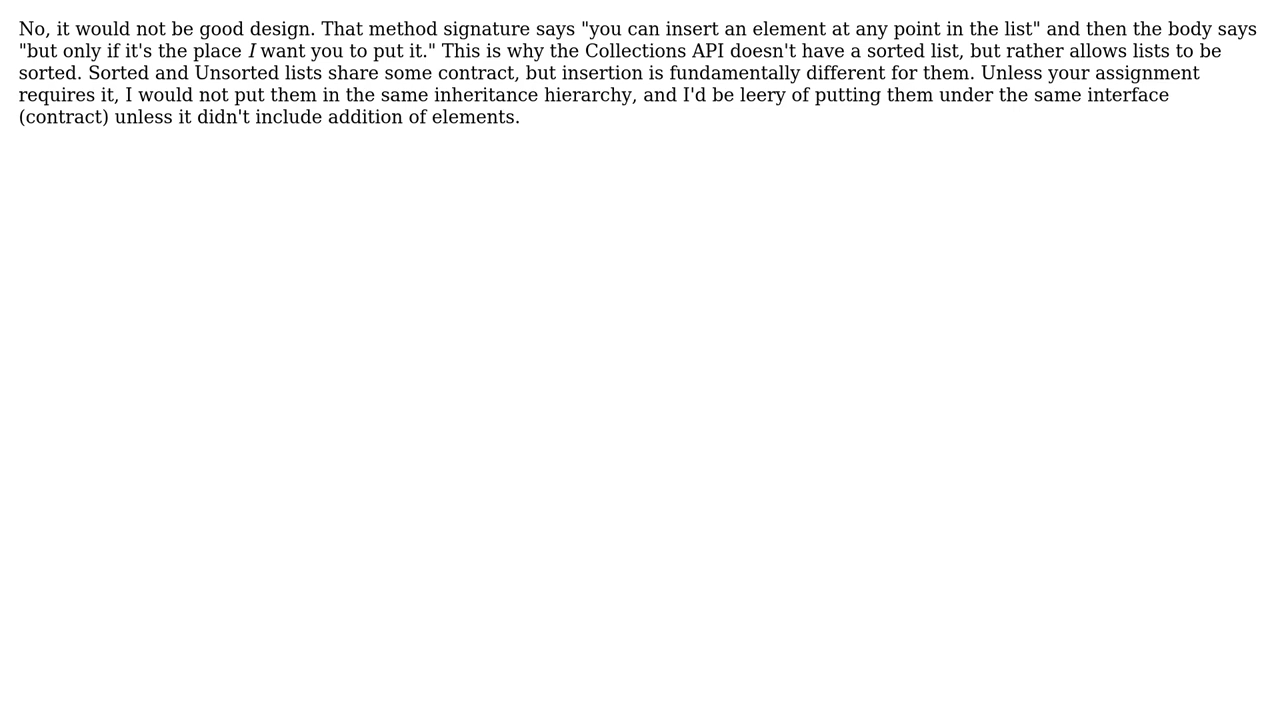 No, it would not be good design. That method signature says "you can insert an element at any point in the list" and then the body says
"but only if it's the place I want you to put it." This is why the Collections API doesn't have a sorted list, but rather allows lists to be
sorted. Sorted and Unsorted lists share some contract, but insertion is fundamentally different for them. Unless your assignment
requires it, I would not put them in the same inheritance hierarchy, and I'd be leery of putting them under the same interface
(contract) unless it didn't include addition of elements.